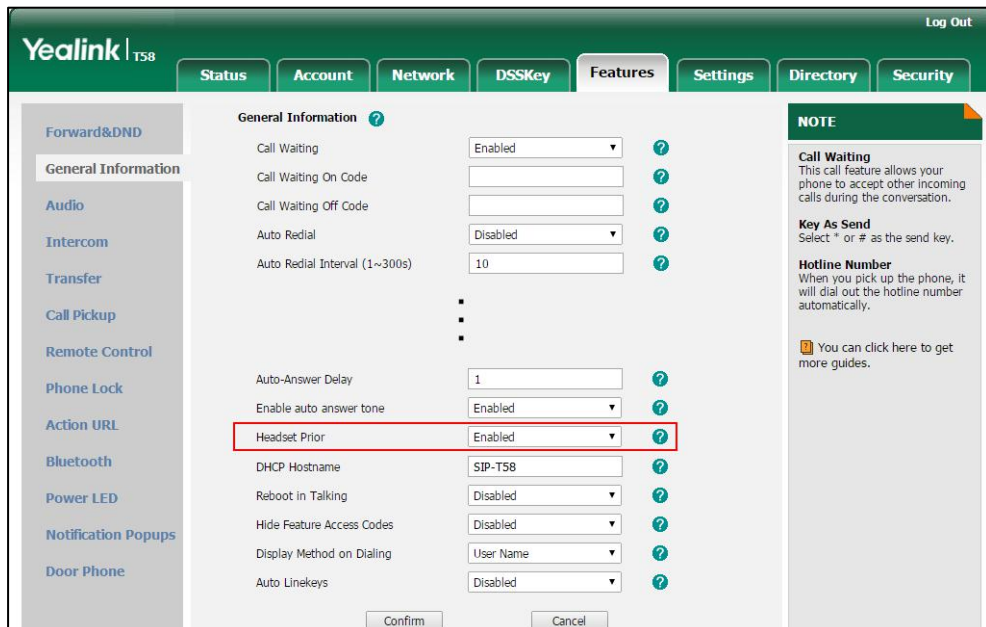 Log Out
Yealink T58
Status Account Network DSSKey Features Settings Directory Security
Forward&DND
General Information
Audio
Intercom
Transfer
Call Pickup
Remote Control
Phone Lock
Action URL
Bluetooth
Power LED
Notification Popups
Door Phone
General Information ?
Call Waiting Enabled ?
Call Waiting On Code ?
Call Waiting Off Code ?
Auto Redial Disabled ?
Auto Redial Interval (1~300s) 10 ?
Auto-Answer Delay 1 ?
Enable auto answer tone Enabled ?
Headset Prior Enabled ?
DHCP Hostname SIP-T58 ?
Reboot in Talking Disabled ?
Hide Feature Access Codes Disabled ?
Display Method on Dialing User Name ?
Auto Linekeys Disabled ?
Confirm Cancel
NOTE
Call Waiting
This call feature allows your
phone to accept other incoming
calls during the conversation.
Key As Send
Select * or # as the send key.
Hotline Number
When you pick up the phone, it
will dial out the hotline number
automatically.
? You can click here to get
more guides.